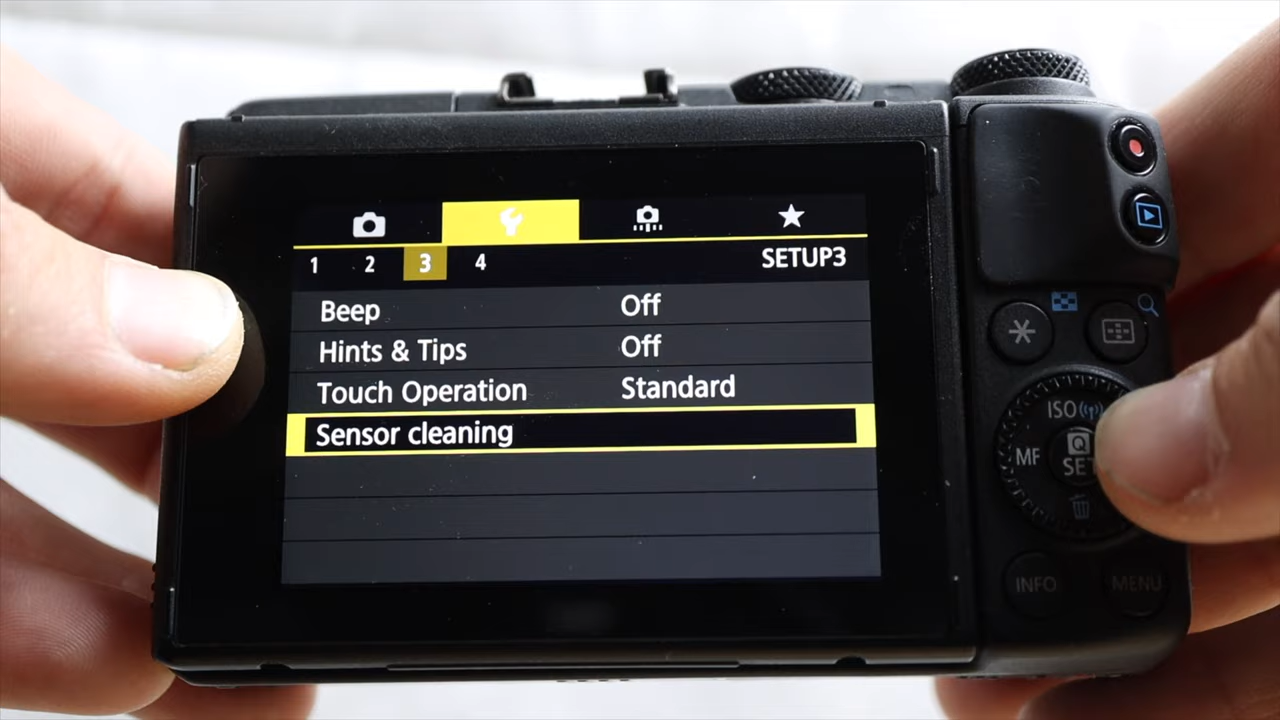 1 2 3 4 SETUP3
Beep Off
Hints & Tips Off
Touch Operation Standard
Sensor cleaning
ISO
MF
Q
SET
INFO MENU